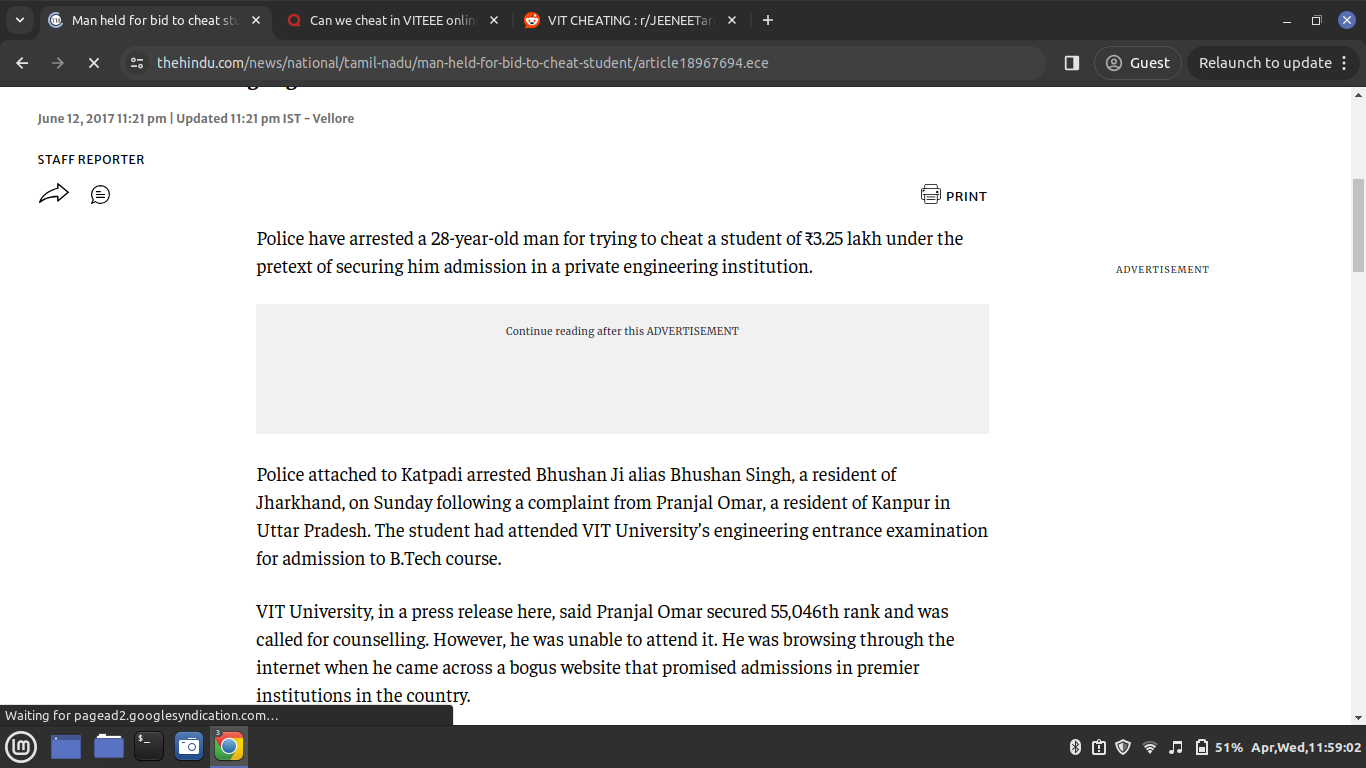 Man held for bid to cheat stu
Can we cheat in VITEEE onlin
VIT CHEATING : r/JEENEETar
thehindu.com/news/national/tamil-nadu/man-held-for-bid-to-cheat-student/article18967694.ece
Guest
Relaunch to update
June 12, 2017 11:21 pm | Updated 11:21 pm IST - Vellore
STAFF REPORTER
PRINT
Police have arrested a 28-year-old man for trying to cheat a student of ₹3.25 lakh under the
pretext of securing him admission in a private engineering institution.
ADVERTISEMENT
Continue reading after this ADVERTISEMENT
Police attached to Katpadi arrested Bhushan Ji alias Bhushan Singh, a resident of
Jharkhand, on Sunday following a complaint from Pranjal Omar, a resident of Kanpur in
Uttar Pradesh. The student had attended VIT University’s engineering entrance examination
for admission to B.Tech course.
VIT University, in a press release here, said Pranjal Omar secured 55,046th rank and was
called for counselling. However, he was unable to attend it. He was browsing through the
internet when he came across a bogus website that promised admissions in premier
institutions in the country.
Waiting for pagead2.googlesyndication.com…
$_
3
51%
Apr,Wed,11:59:02